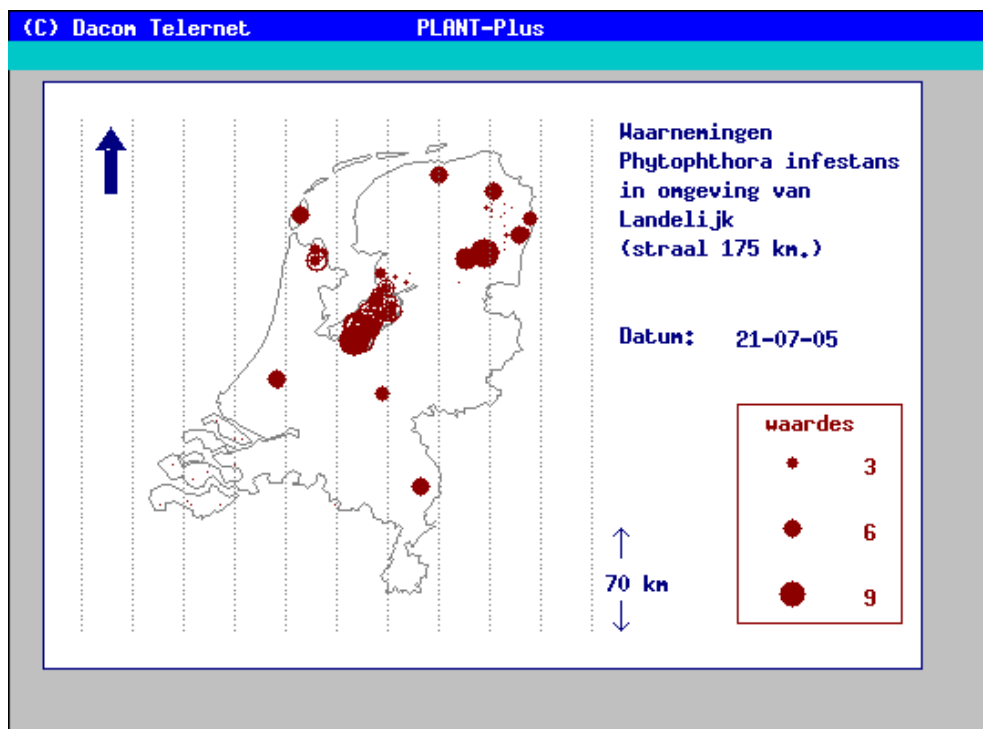 (C) Dacom Telernet PLANT-Plus
Waarnemingen
Phytophthora infestans
in omgeving van
Landelijk
(straal 175 km.)
Datum: 21-07-05
waardes
3
6
9
70 km